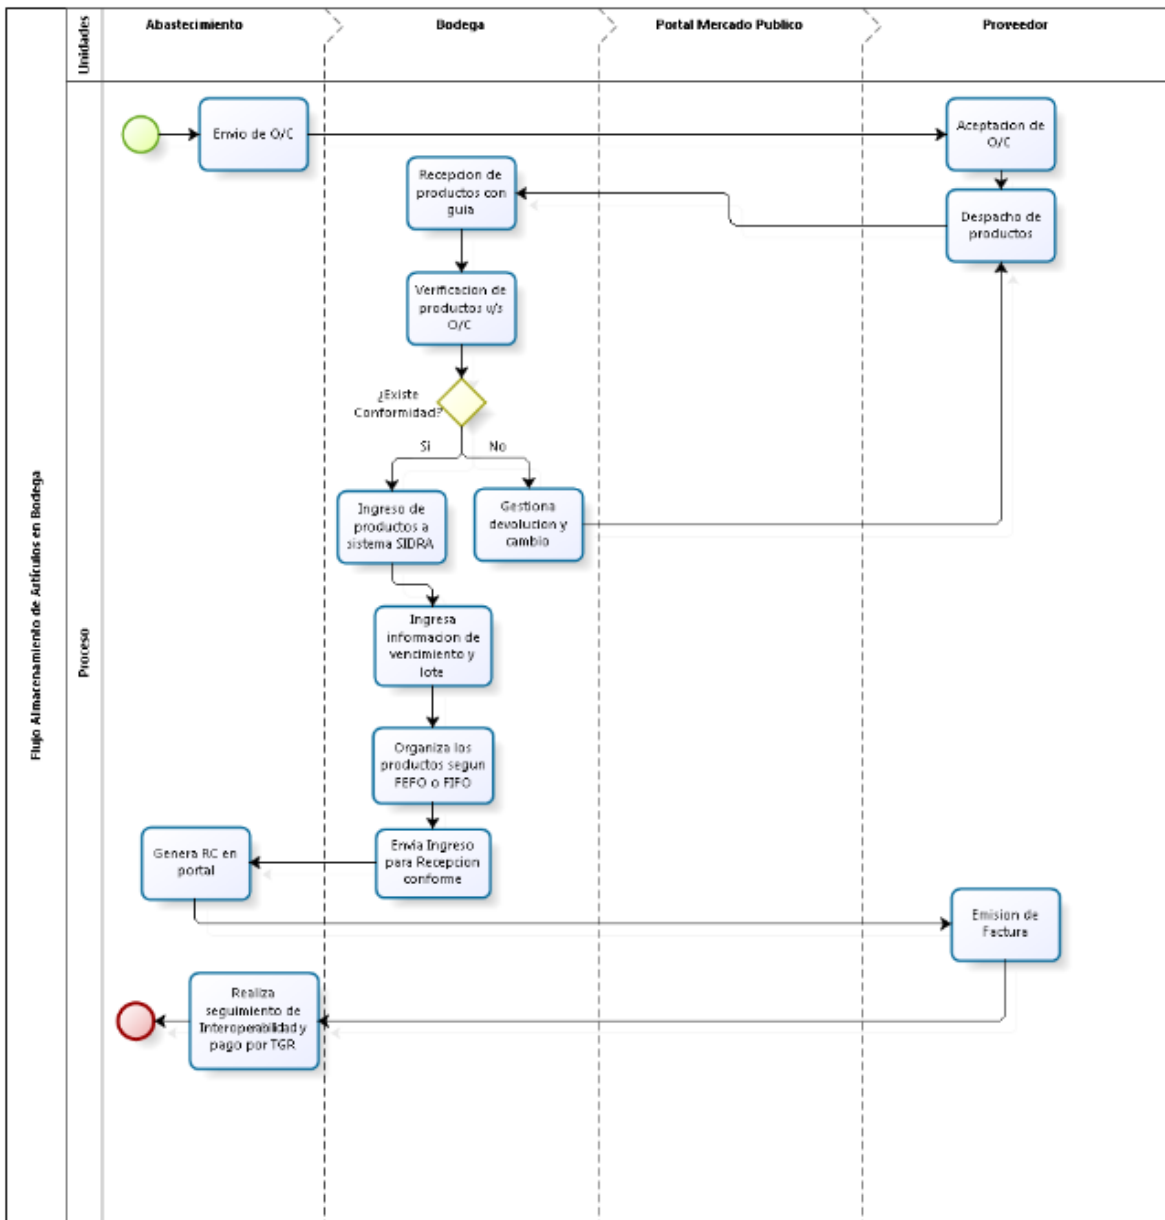 Flujo Almacenamiento de Artículos en Bodega
Unidades
Abastecimiento
Bodega
Portal Mercado Publico
Proveedor
Proceso
Envio de O/C
Aceptacion de
O/C
Recepcion de
productos con
guia
Despacho de
productos
Verificacion de
productos v/s
O/C
¿Existe
Conformidad?
Si
No
Ingreso de
productos a
sistema SIDRA
Gestiona
devolucion y
cambio
Ingresa
informacion de
vencimiento y
lote
Organiza los
productos segun
FEFO o FIFO
Envia Ingreso
para Recepcion
conforme
Genera RC en
portal
Emision de
Factura
Realiza
seguimiento de
Interoperabilidad y
pago por TGR